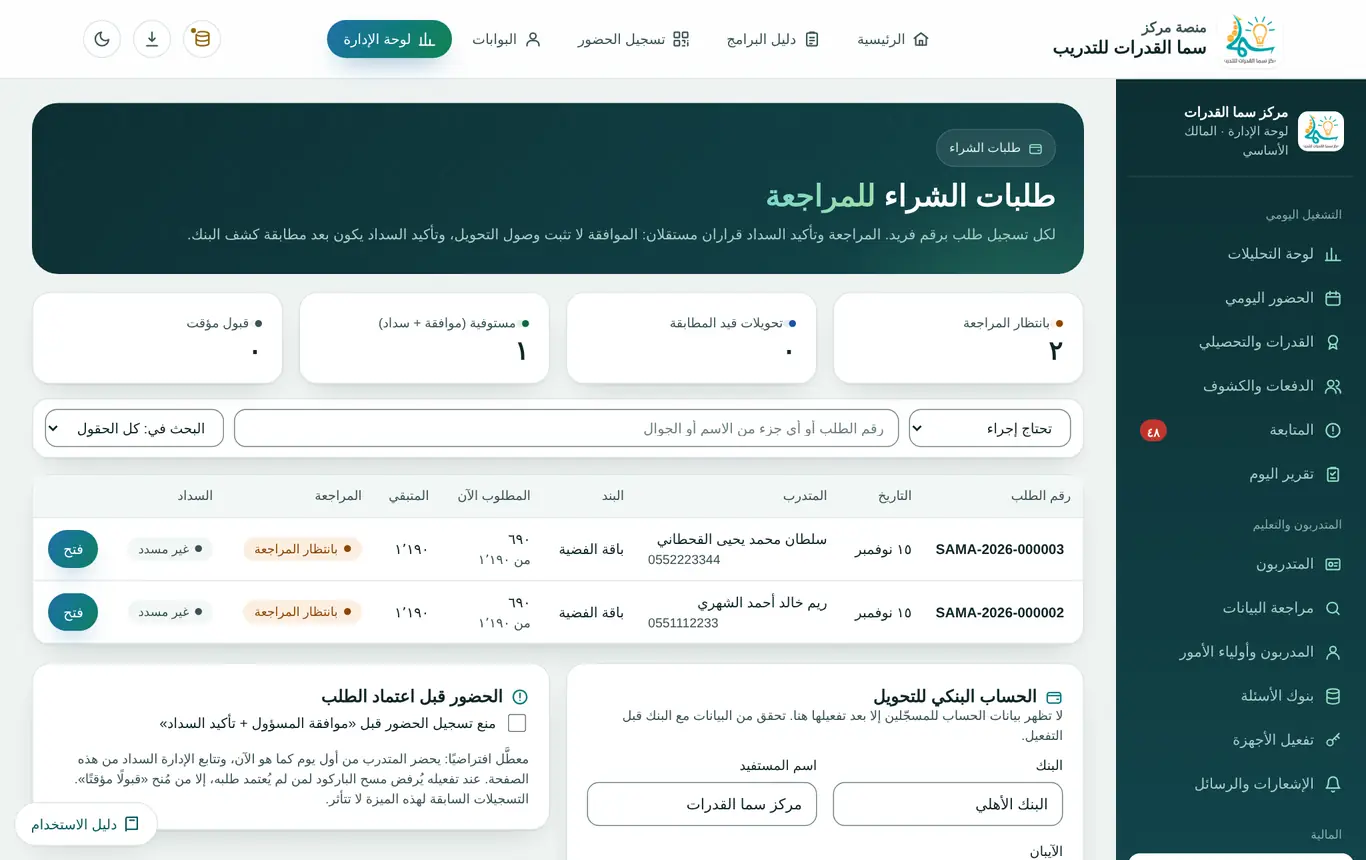 منصة مركز
سما القدرات للتدريب
الرئيسية
دليل البرامج
تسجيل الحضور
البوابات
لوحة الإدارة
مركز سما القدرات
لوحة الإدارة · المالك
الأساسي
التشغيل اليومي
لوحة التحليلات
الحضور اليومي
القدرات والتحصيلي
الدفعات والكشوف
المتابعة
٤٨
تقرير اليوم
المتدربون والتعليم
المتدربون
مراجعة البيانات
المدربون وأولياء الأمور
بنوك الأسئلة
تفعيل الأجهزة
الإشعارات والرسائل
المالية
طلبات الشراء
طلبات الشراء للمراجعة
لكل تسجيل طلب برقم فريد. المراجعة وتأكيد السداد قراران مستقلان: الموافقة لا تثبت وصول التحويل، وتأكيد السداد يكون بعد مطابقة كشف البنك.
بانتظار المراجعة
٢
تحويلات قيد المطابقة
٠
مستوفية (موافقة + سداد)
١
قبول مؤقت
٠
تحتاج إجراء
رقم الطلب أو أي جزء من الاسم أو الجوال
البحث في: كل الحقول
رقم الطلب التاريخ المتدرب البند المطلوب الآن المتبقي المراجعة السداد
SAMA-2026-000003 ١٥ نوفمبر سلطان محمد يحيى القحطاني باقة الفضية ٦٩٠ ١٬١٩٠ بانتظار المراجعة غير مسدد فتح
0552223344 من ١٬١٩٠
SAMA-2026-000002 ١٥ نوفمبر ريم خالد أحمد الشهري باقة الفضية ٦٩٠ ١٬١٩٠ بانتظار المراجعة غير مسدد فتح
0551112233 من ١٬١٩٠
الحساب البنكي للتحويل
لا تظهر بيانات الحساب للمسجّلين إلا بعد تفعيلها هنا. تحقق من البيانات مع البنك قبل
التفعيل.
البنك
البنك الأهلي
اسم المستفيد
مركز سما القدرات
الآيبان
الحضور قبل اعتماد الطلب
منع تسجيل الحضور قبل «موافقة المسؤول + تأكيد السداد»
معطَّل افتراضيًا: يحضر المتدرب من أول يوم كما هو الآن، وتتابع الإدارة السداد من هذه
الصفحة. عند تفعيله يُرفض مسح الباركود لمن لم يُعتمد طلبه، إلا من مُنح «قبولًا مؤقتًا».
التسجيلات السابقة لهذه الميزة لا تتأثر.
دليل الاستخدام